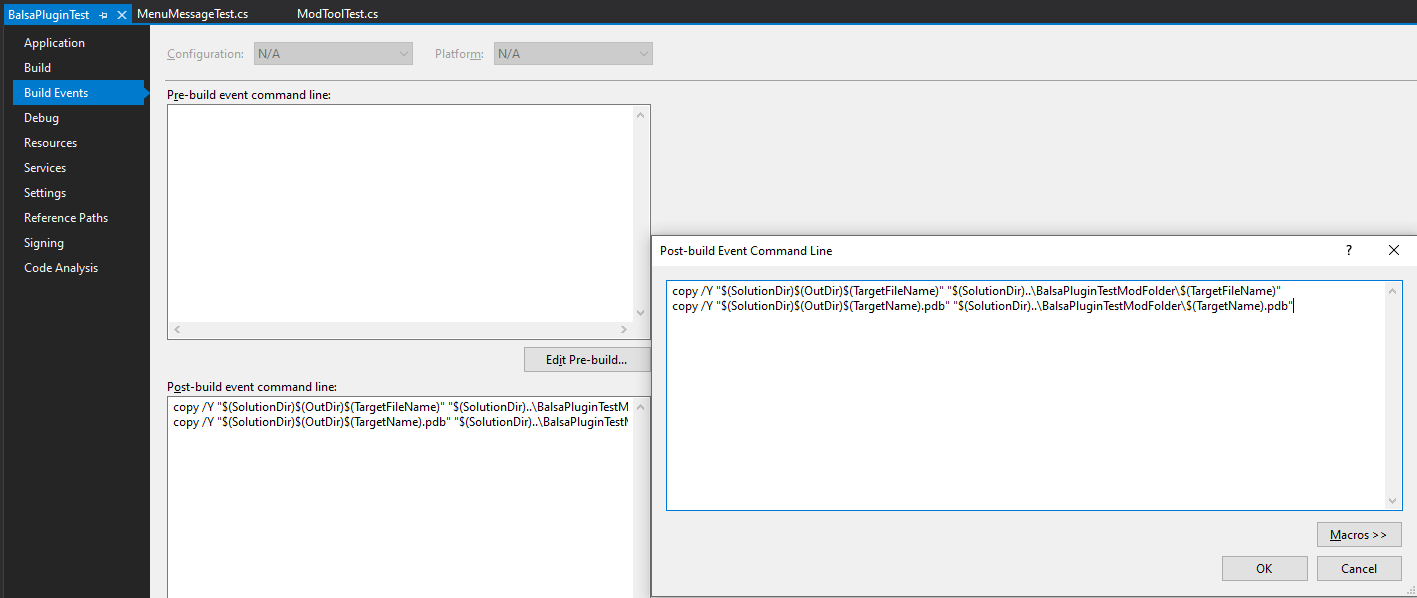 BalsaPluginTest
MenuMessageTest.cs
ModToolTest.cs
Application
Build
Build Events
Debug
Resources
Services
Settings
Reference Paths
Signing
Code Analysis
Configuration: N/A
Platform: N/A
Pre-build event command line:
Edit Pre-build...
Post-build event command line:
copy /Y "$(SolutionDir)$(OutDir)$(TargetFileName)" "$(SolutionDir)..\BalsaPluginTestM
copy /Y "$(SolutionDir)$(OutDir)$(TargetName).pdb" "$(SolutionDir)..\BalsaPluginTestM
Post-build Event Command Line
?
copy /Y "$(SolutionDir)$(OutDir)$(TargetFileName)" "$(SolutionDir)..\BalsaPluginTestModFolder\$(TargetFileName)"
copy /Y "$(SolutionDir)$(OutDir)$(TargetName).pdb" "$(SolutionDir)..\BalsaPluginTestModFolder\$(TargetName).pdb"
Macros >>
OK
Cancel